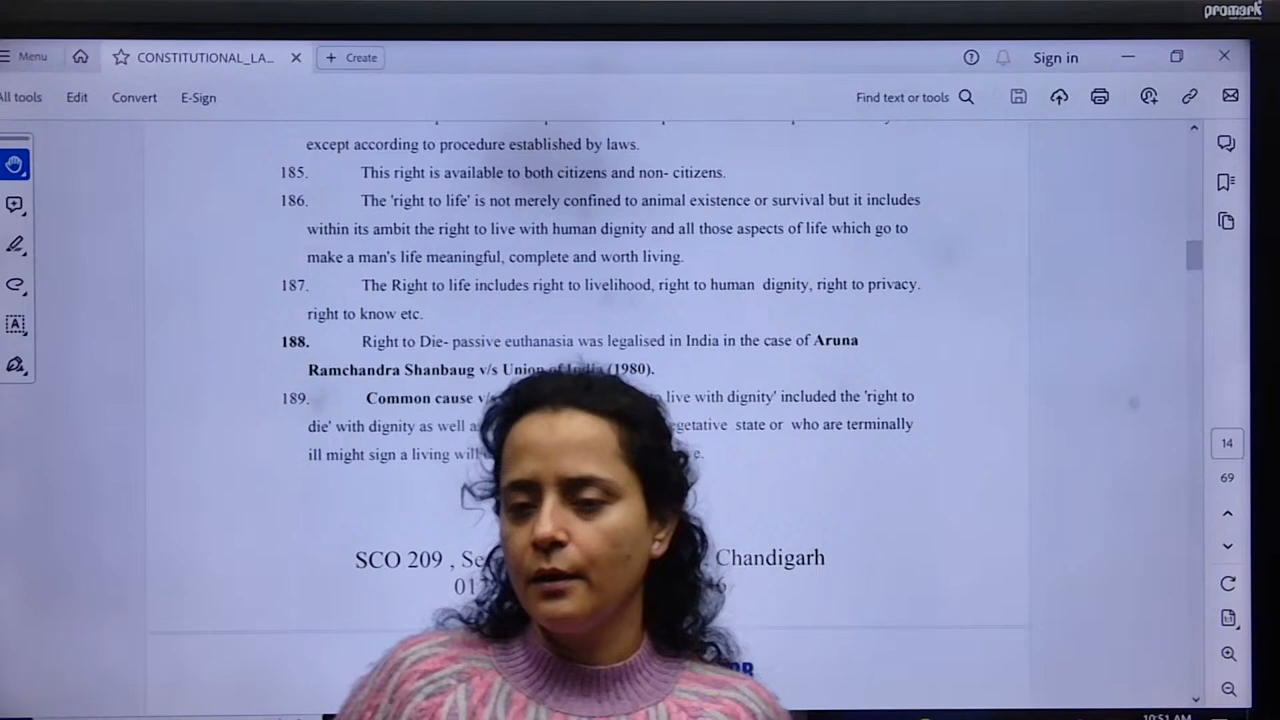 promark
Menu
CONSTITUTIONAL_LA...
Create
Sign in
All tools
Edit
Convert
E-Sign
Find text or tools
except according to procedure established by laws.
185. This right is available to both citizens and non- citizens.
186. The 'right to life' is not merely confined to animal existence or survival but it includes
within its ambit the right to live with human dignity and all those aspects of life which go to
make a man's life meaningful, complete and worth living.
187. The Right to life includes right to livelihood, right to human dignity, right to privacy.
right to know etc.
188. Right to Die- passive euthanasia was legalised in India in the case of Aruna
Ramchandra Shanbaug v/s Union of India (1980).
189. Common cause live with dignity' included the 'right to
die' with dignity as well state or who are terminally
ill might sign a living will
14
69
SCO 209 , Chandigarh
10:51 AM